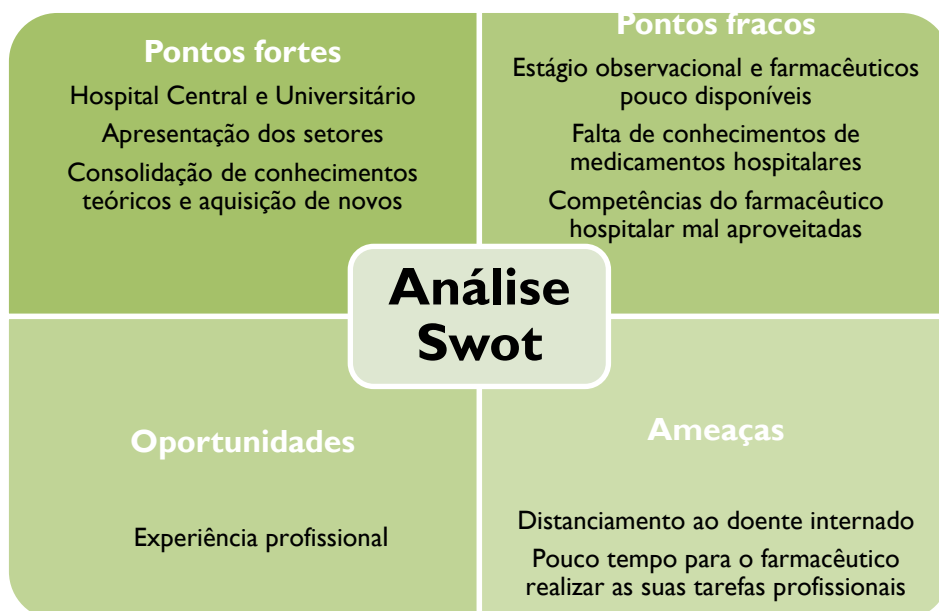 Pontos fortes
Hospital Central e Universitário
Apresentação dos setores
Consolidação de conhecimentos
teóricos e aquisição de novos
Pontos fracos
Estágio observacional e farmacêuticos
pouco disponíveis
Falta de conhecimentos de
medicamentos hospitalares
Competências do farmacêutico
hospitalar mal aproveitadas
Análise
Swot
Oportunidades
Experiência profissional
Ameaças
Distanciamento ao doente internado
Pouco tempo para o farmacêutico
realizar as suas tarefas profissionais